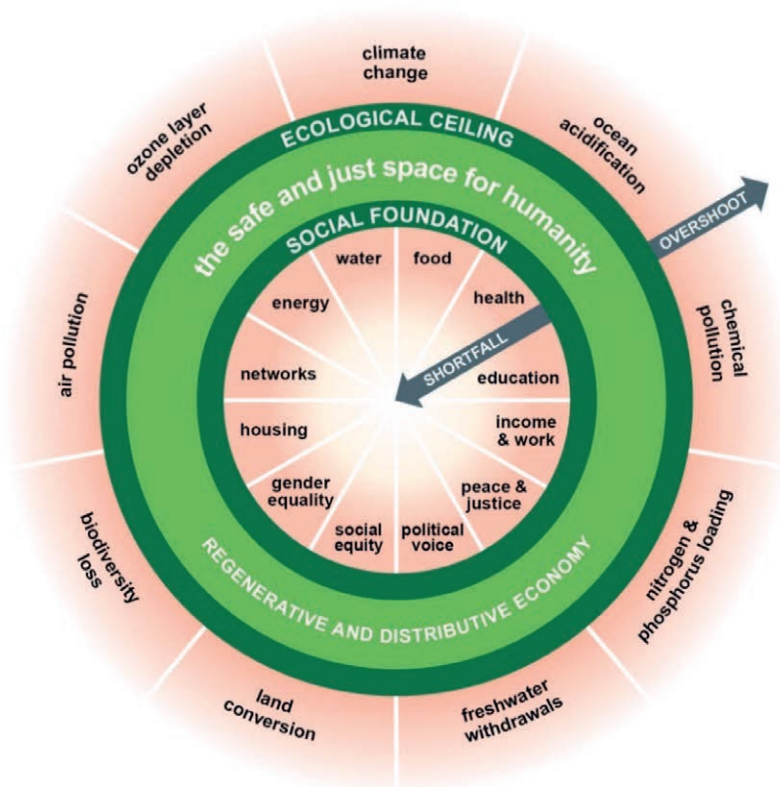 climate
change
ozone layer
depletion
ocean
acidification
ECOLOGICAL CEILING
the safe and just space for humanity
OVERSHOOT
SOCIAL FOUNDATION
water
food
energy
health
air pollution
chemical
pollution
SHORTFALL
networks
education
housing
income
& work
gender
equality
peace &
justice
social
equity
political
voice
biodiversity
loss
nitrogen &
phosphorus loading
REGENERATIVE AND DISTRIBUTIVE ECONOMY
land
conversion
freshwater
withdrawals